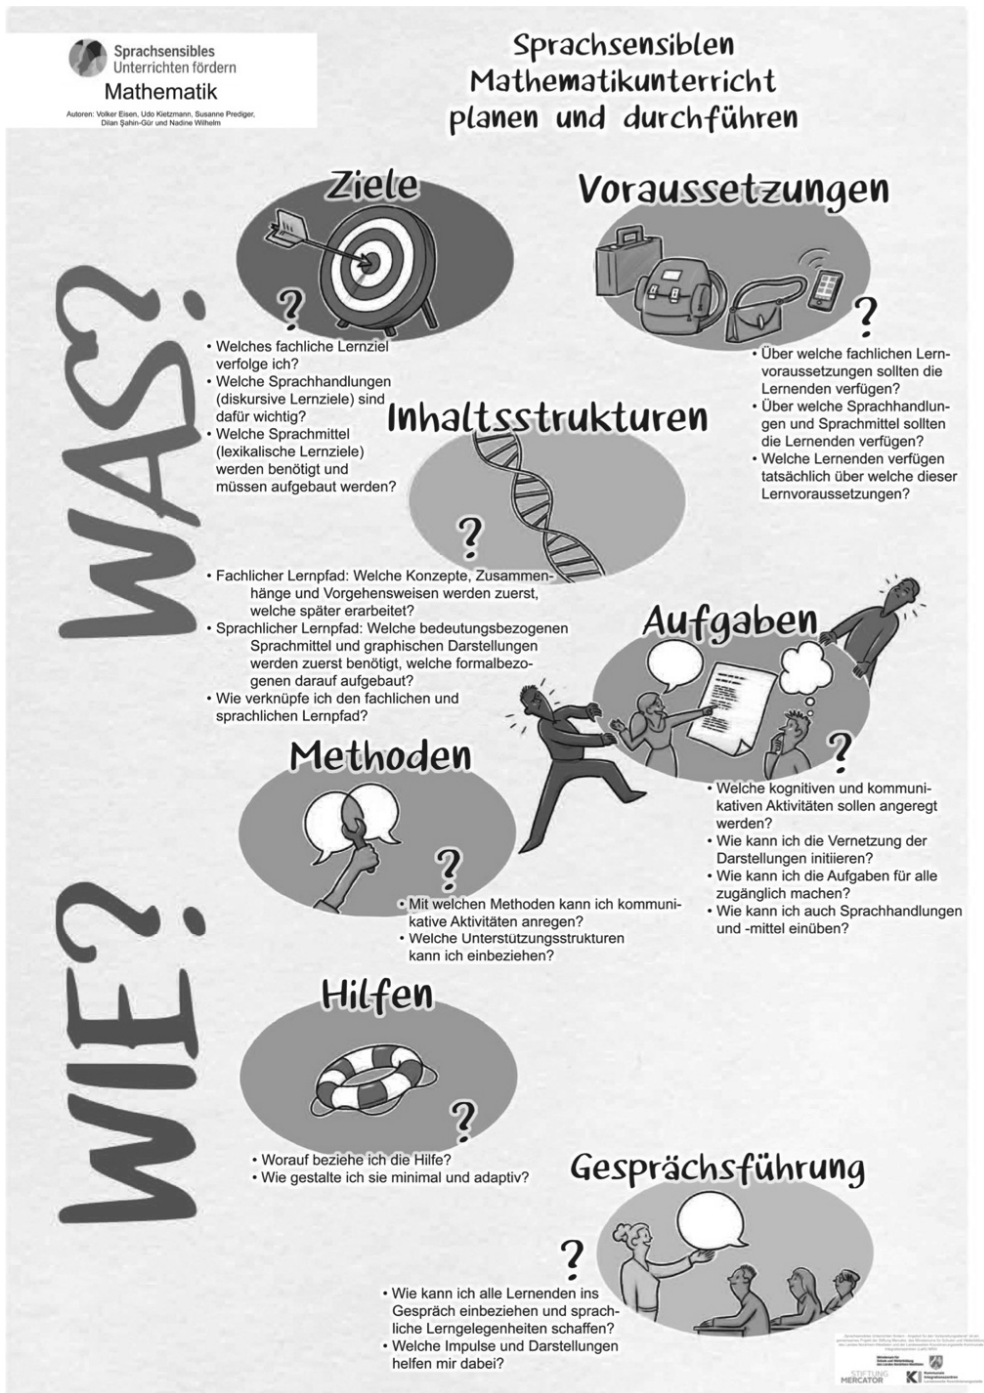 Sprachsensibles
Unterrichten fördern
Mathematik
Autoren: Volker Eisen, Udo Kietzmann, Susanne Prediger,
Dilan Şahin-Gür und Nadine Wilhelm
Sprachsensiblen
Mathematikunterricht
planen und durchführen
WAS?
Ziele
?
• Welches fachliche Lernziel
verfolge ich?
• Welche Sprachhandlungen
(diskursive Lernziele) sind
dafür wichtig?
• Welche Sprachmittel
(lexikalische Lernziele)
werden benötigt und
müssen aufgebaut werden?
Voraussetzungen
?
• Über welche fachlichen Lern-
voraussetzungen sollten die
Lernenden verfügen?
• Über welche Sprachhandlun-
gen und Sprachmittel sollten
die Lernenden verfügen?
• Welche Lernenden verfügen
tatsächlich über welche dieser
Lernvoraussetzungen?
Inhaltsstrukturen
?
• Fachlicher Lernpfad: Welche Konzepte, Zusammen-
hänge und Vorgehensweisen werden zuerst,
welche später erarbeitet?
• Sprachlicher Lernpfad: Welche bedeutungsbezogenen
Sprachmittel und graphischen Darstellungen
werden zuerst benötigt, welche formalbezo-
genen darauf aufgebaut?
• Wie verknüpfe ich den fachlichen und
sprachlichen Lernpfad?
WIE?
Aufgaben
?
• Welche kognitiven und kommuni-
kativen Aktivitäten sollen angeregt
werden?
• Wie kann ich die Vernetzung der
Darstellungen initiieren?
• Wie kann ich die Aufgaben für alle
zugänglich machen?
• Wie kann ich auch Sprachhandlungen
und -mittel einüben?
Methoden
?
• Mit welchen Methoden kann ich kommuni-
kative Aktivitäten anregen?
• Welche Unterstützungsstrukturen
kann ich einbeziehen?
Hilfen
?
• Worauf beziehe ich die Hilfe?
• Wie gestalte ich sie minimal und adaptiv?
Gesprächsführung
?
• Wie kann ich alle Lernenden ins
Gespräch einbeziehen und sprach-
liche Lerngelegenheiten schaffen?
• Welche Impulse und Darstellungen
helfen mir dabei?
STIFTUNG
MERCATOR